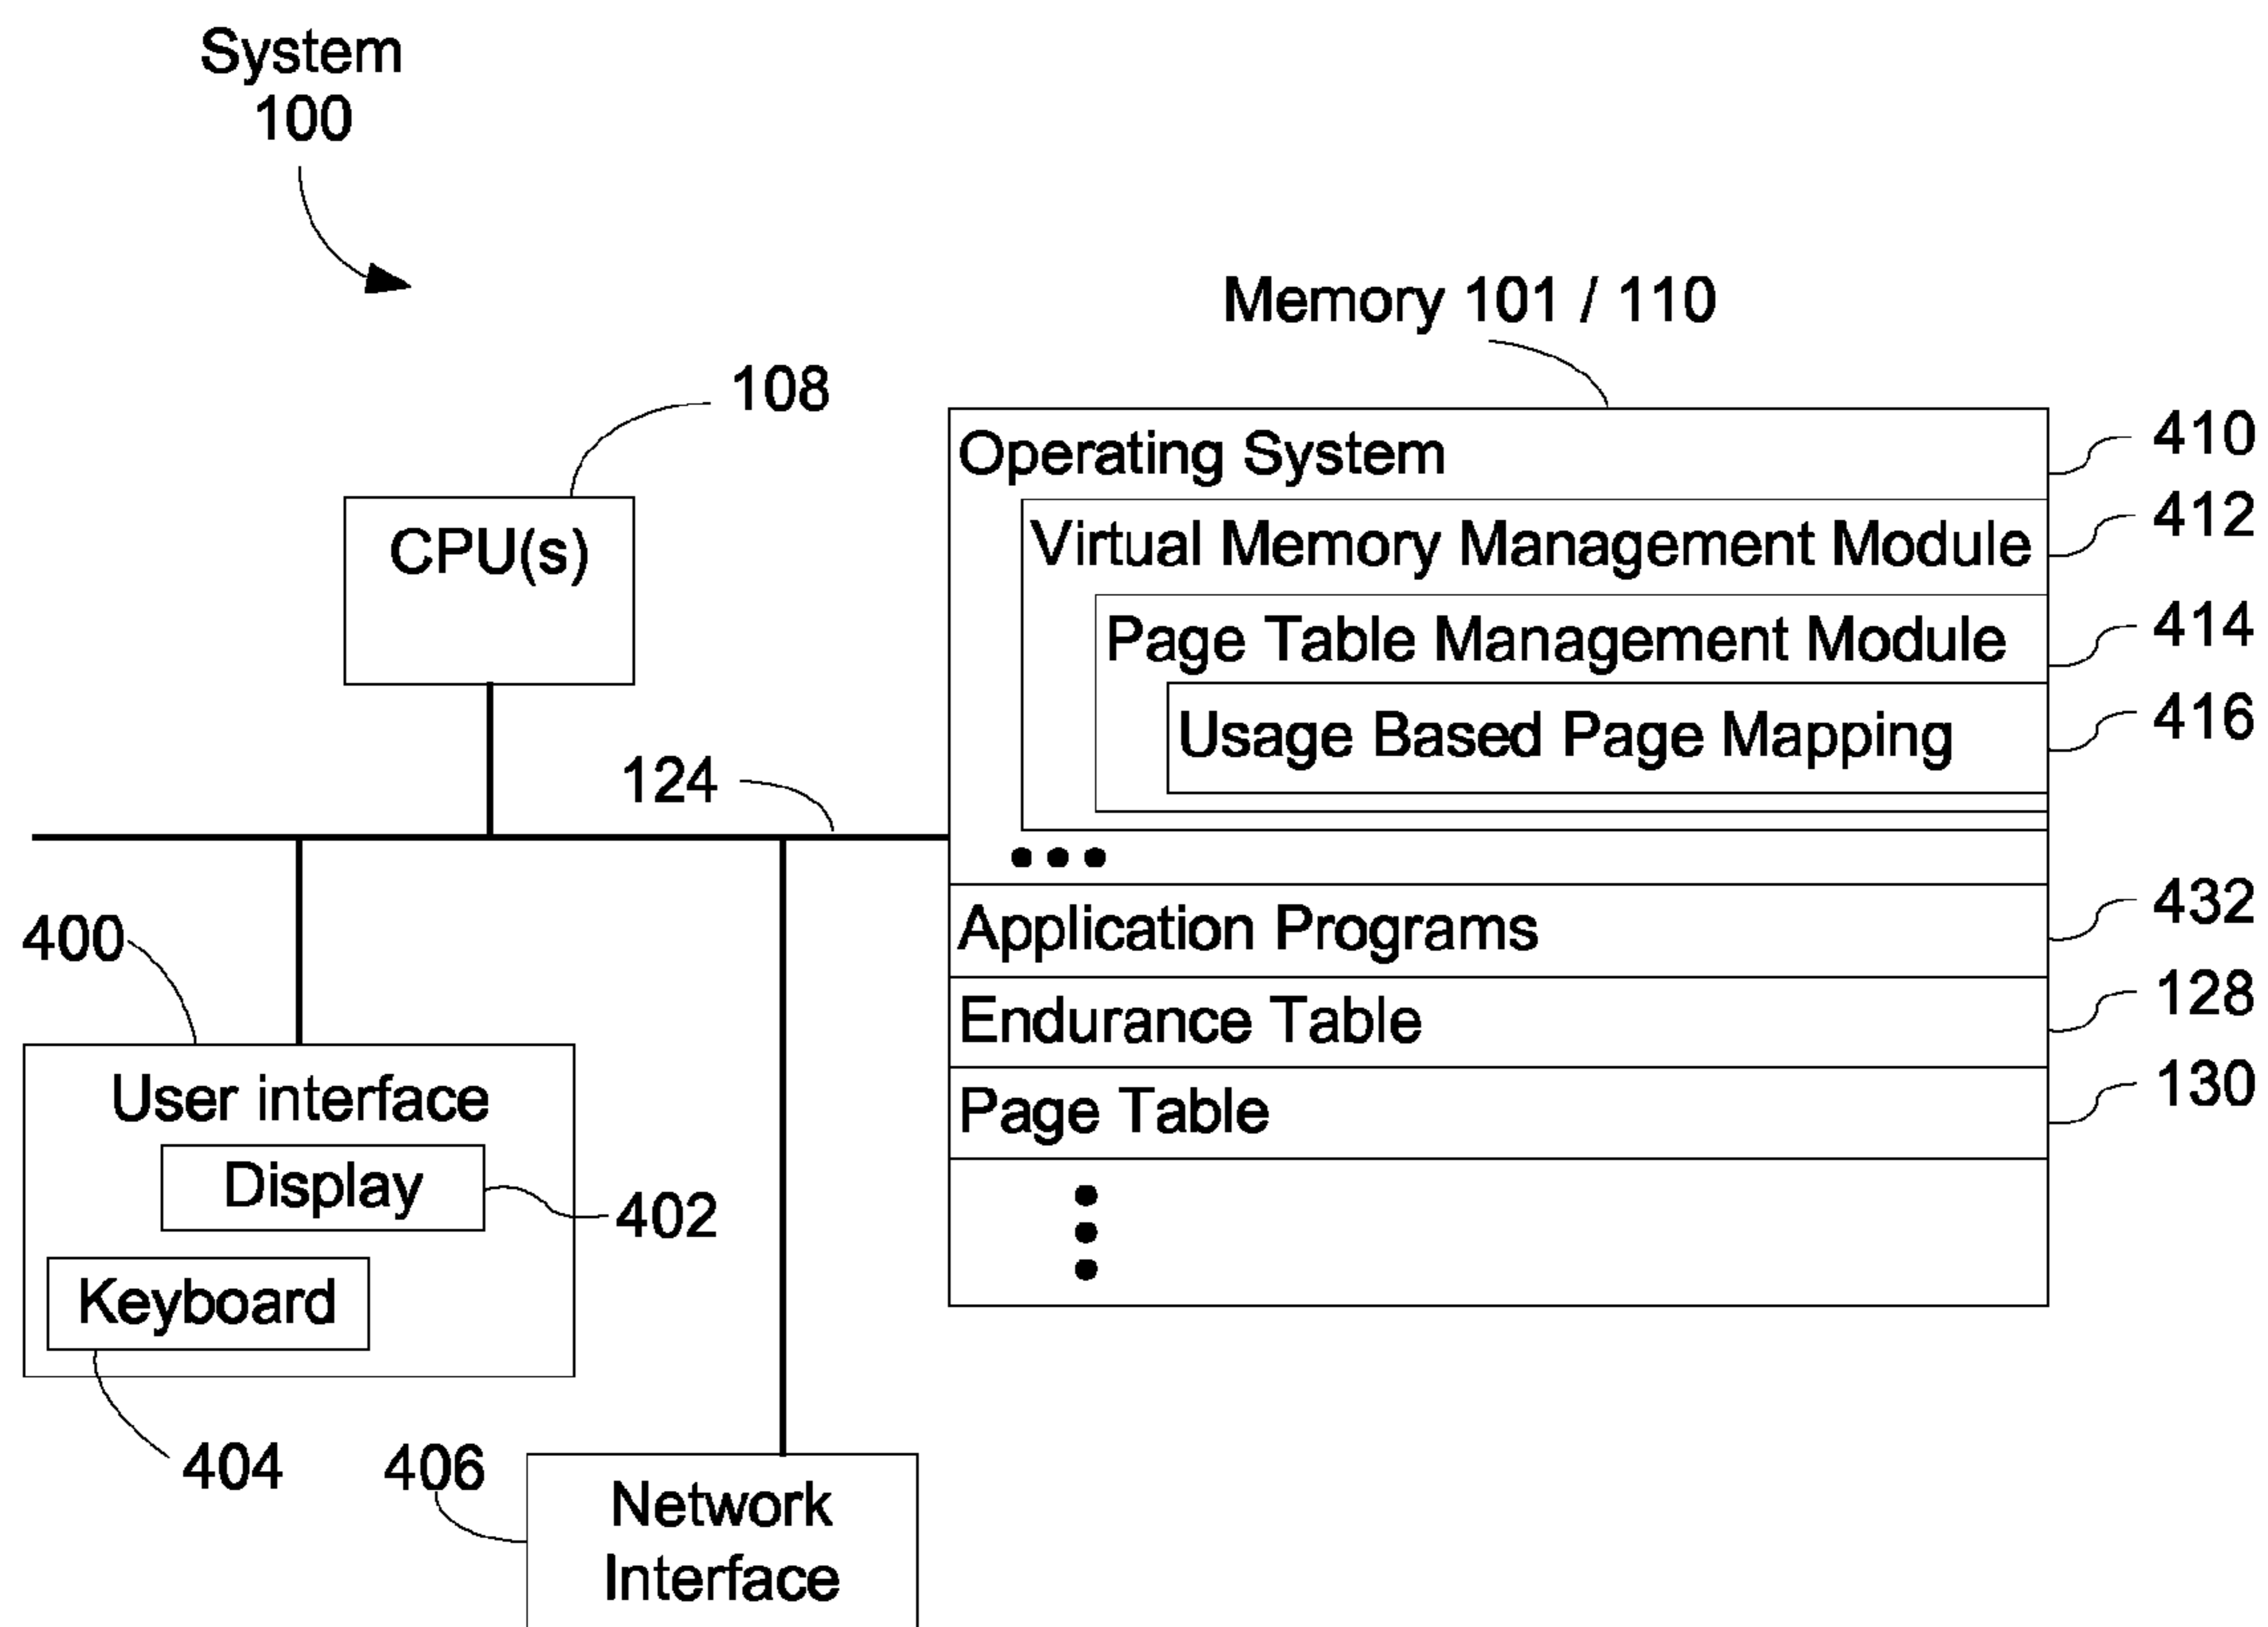 System
100
Memory 101 / 110
108
Operating System
410
CPU(s)
Virtual Memory Management Module
412
Page Table Management Module
414
Usage Based Page Mapping
416
124
Application Programs
432
400
Endurance Table
128
User interface
Page Table
130
Display
402
Keyboard
404
406
Network
Interface